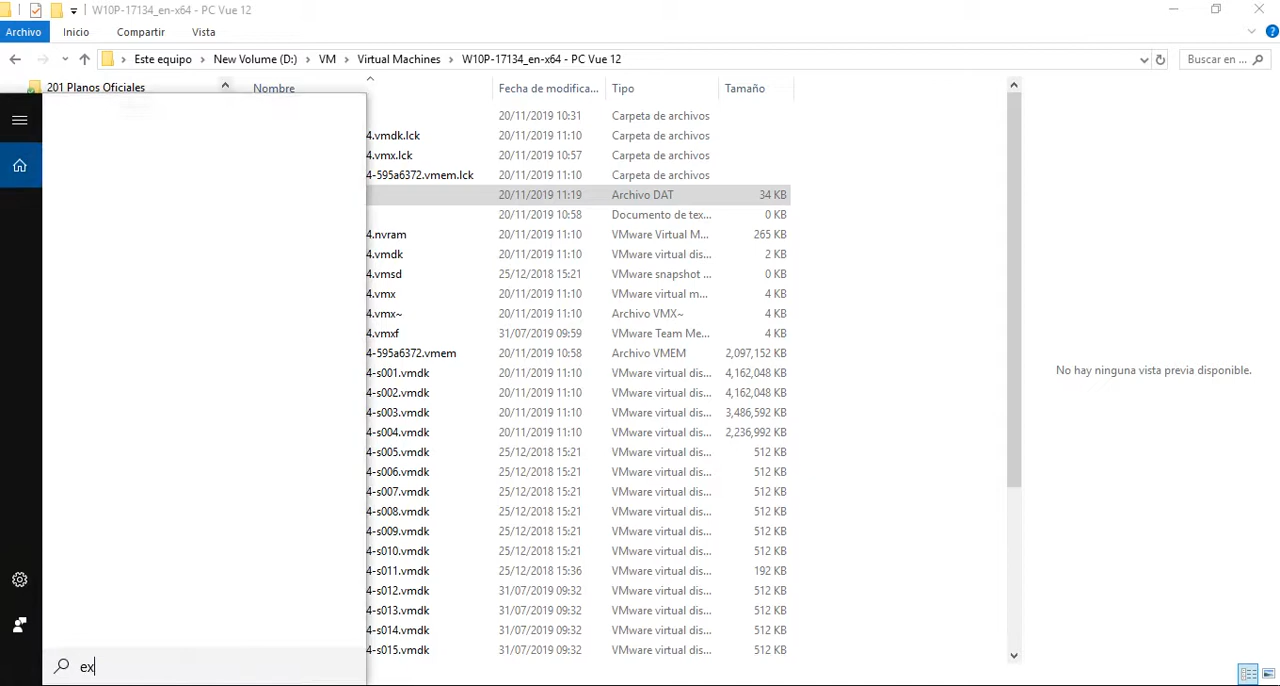 W10P-17134_en-x64 - PC Vue 12
Archivo Inicio Compartir Vista
Este equipo New Volume (D:) VM Virtual Machines W10P-17134_en-x64 - PC Vue 12 Buscar en ...
201 Planos Oficiales Nombre Fecha de modifica... Tipo Tamaño
20/11/2019 10:31 Carpeta de archivos
4.vmdk.lck 20/11/2019 11:10 Carpeta de archivos
4.vmx.lck 20/11/2019 10:57 Carpeta de archivos
4-595a6372.vmem.lck 20/11/2019 11:10 Carpeta de archivos
20/11/2019 11:19 Archivo DAT 34 KB
20/11/2019 10:58 Documento de tex... 0 KB
4.nvram 20/11/2019 11:10 VMware Virtual M... 265 KB
4.vmdk 20/11/2019 11:10 VMware virtual dis... 2 KB
4.vmsd 25/12/2018 15:21 VMware snapshot ... 0 KB
4.vmx 20/11/2019 11:10 VMware virtual m... 4 KB
4.vmx~ 20/11/2019 11:10 Archivo VMX~ 4 KB
4.vmxf 31/07/2019 09:59 VMware Team Me... 4 KB
4-595a6372.vmem 20/11/2019 10:58 Archivo VMEM 2,097,152 KB
4-s001.vmdk 20/11/2019 11:10 VMware virtual dis... 4,162,048 KB
No hay ninguna vista previa disponible.
4-s002.vmdk 20/11/2019 11:10 VMware virtual dis... 4,162,048 KB
4-s003.vmdk 20/11/2019 11:10 VMware virtual dis... 3,486,592 KB
4-s004.vmdk 20/11/2019 11:10 VMware virtual dis... 2,236,992 KB
4-s005.vmdk 25/12/2018 15:21 VMware virtual dis... 512 KB
4-s006.vmdk 25/12/2018 15:21 VMware virtual dis... 512 KB
4-s007.vmdk 25/12/2018 15:21 VMware virtual dis... 512 KB
4-s008.vmdk 25/12/2018 15:21 VMware virtual dis... 512 KB
4-s009.vmdk 25/12/2018 15:21 VMware virtual dis... 512 KB
4-s010.vmdk 25/12/2018 15:21 VMware virtual dis... 512 KB
4-s011.vmdk 25/12/2018 15:36 VMware virtual dis... 192 KB
4-s012.vmdk 31/07/2019 09:32 VMware virtual dis... 512 KB
4-s013.vmdk 31/07/2019 09:32 VMware virtual dis... 512 KB
4-s014.vmdk 31/07/2019 09:32 VMware virtual dis... 512 KB
4-s015.vmdk 31/07/2019 09:32 VMware virtual dis... 512 KB
ex